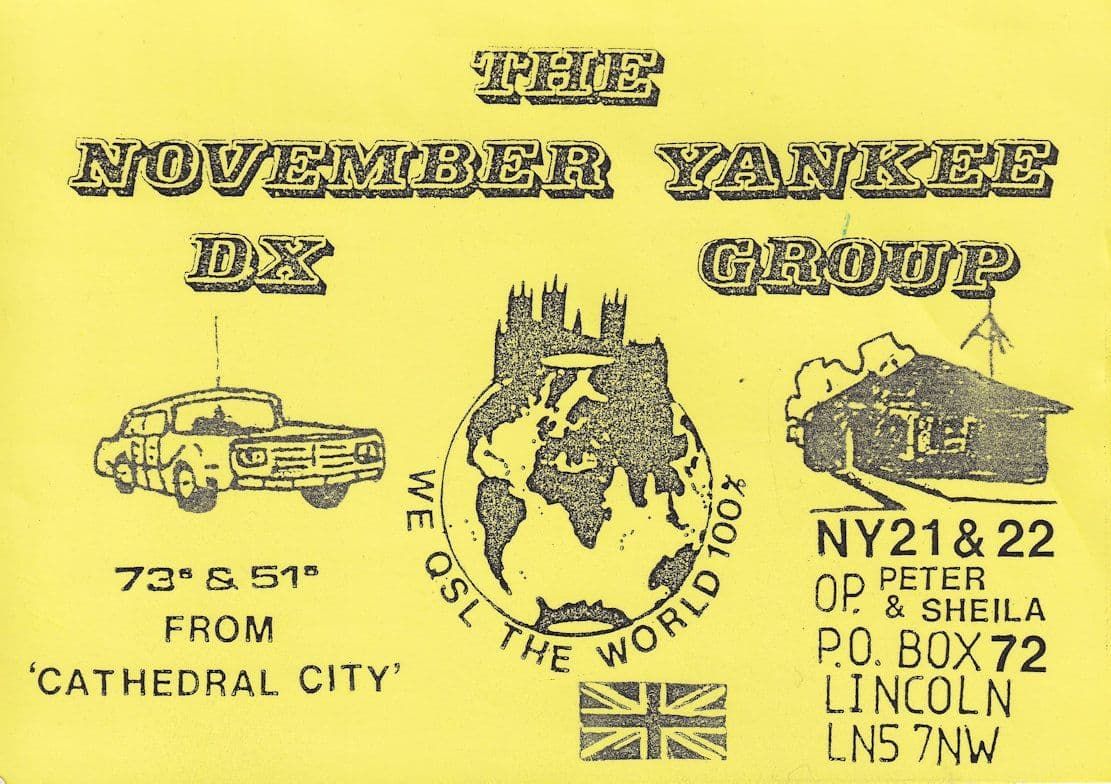 THE
NOVEMBER YANKEE
DX GROUP
WE QSL THE WORLD 100%
73s & 51s
FROM
'CATHEDRAL CITY'
NY21 & 22
OP. PETER
& SHEILA
P.O. BOX 72
LINCOLN
LN5 7NW